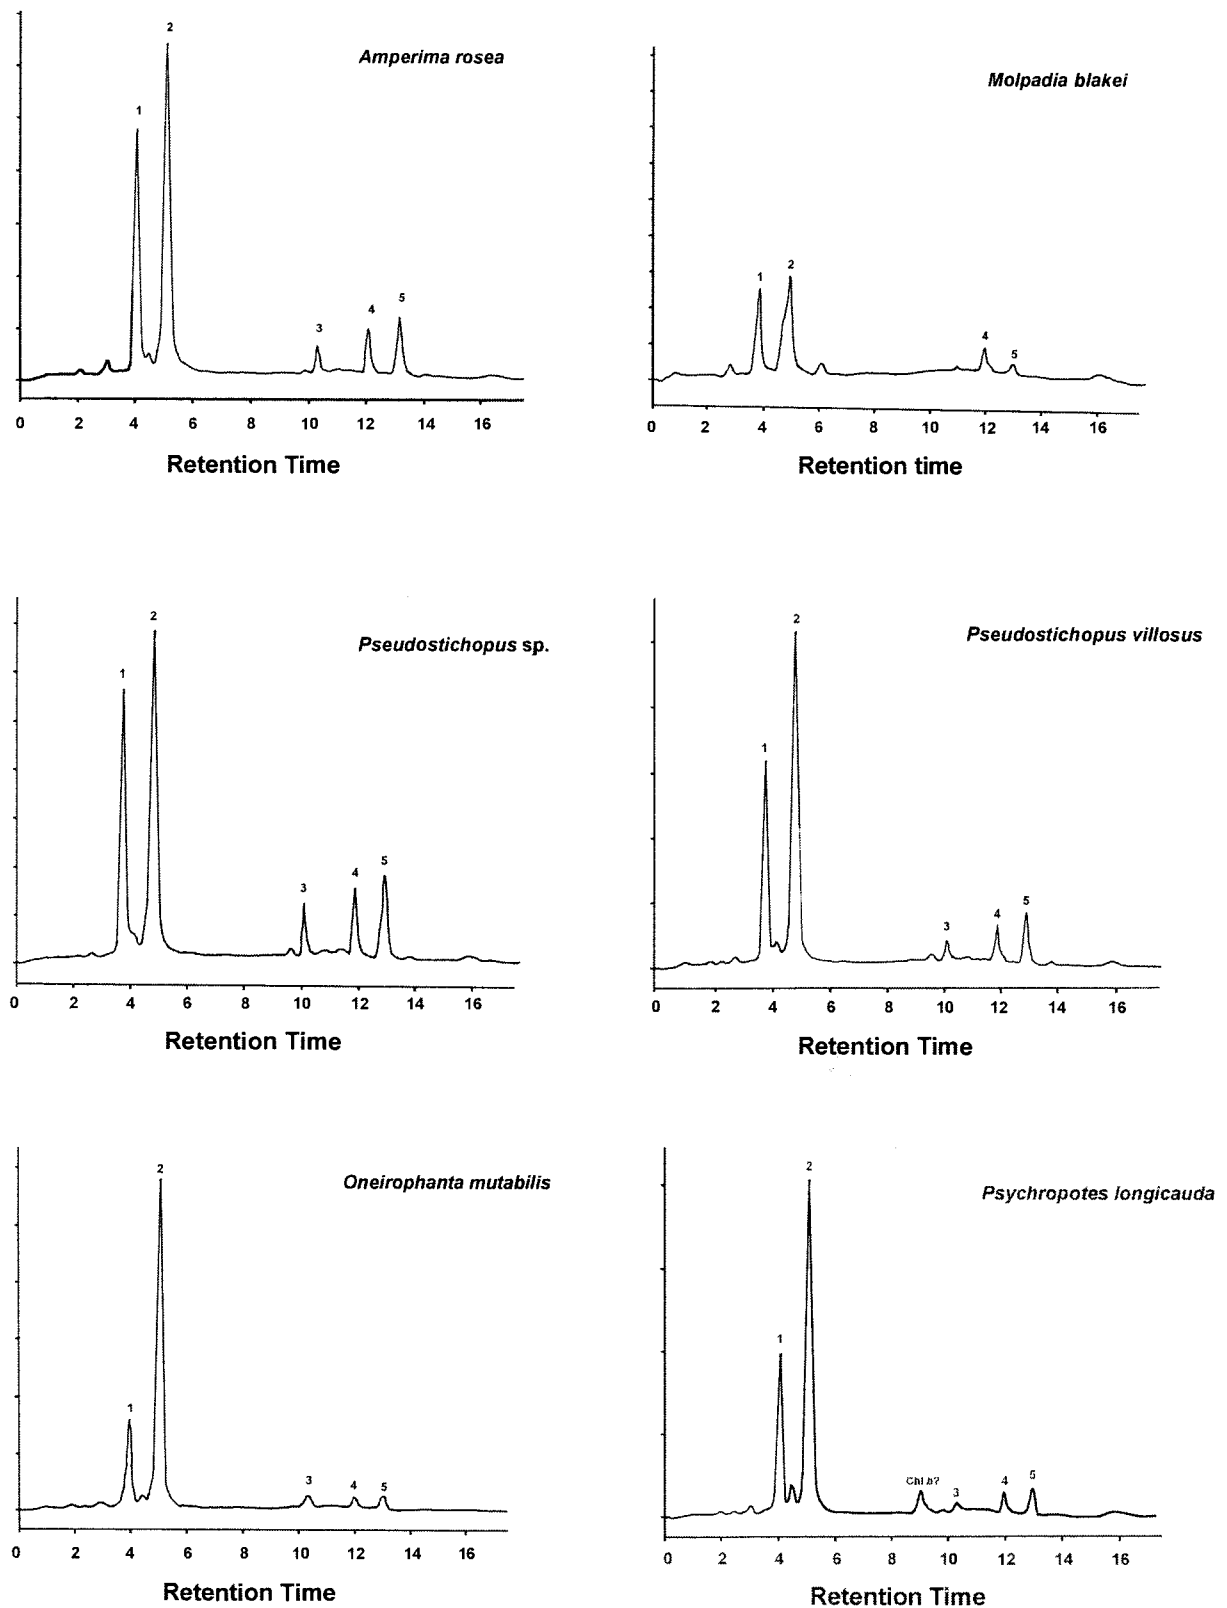 Amperima rosea
2
1
3
4
5
0 2 4 6 8 10 12 14 16
Retention Time
Molpadia blakei
1
2
4
5
0 2 4 6 8 10 12 14 16
Retention time
Pseudostichopus sp.
2
1
3
4
5
0 2 4 6 8 10 12 14 16
Retention Time
Pseudostichopus villosus
2
1
3
4
5
0 2 4 6 8 10 12 14 16
Retention Time
Oneirophanta mutabilis
2
1
3
4
5
0 2 4 6 8 10 12 14 16
Retention Time
Psychropotes longicauda
2
1
Chl b?
3
4
5
0 2 4 6 8 10 12 14 16
Retention Time